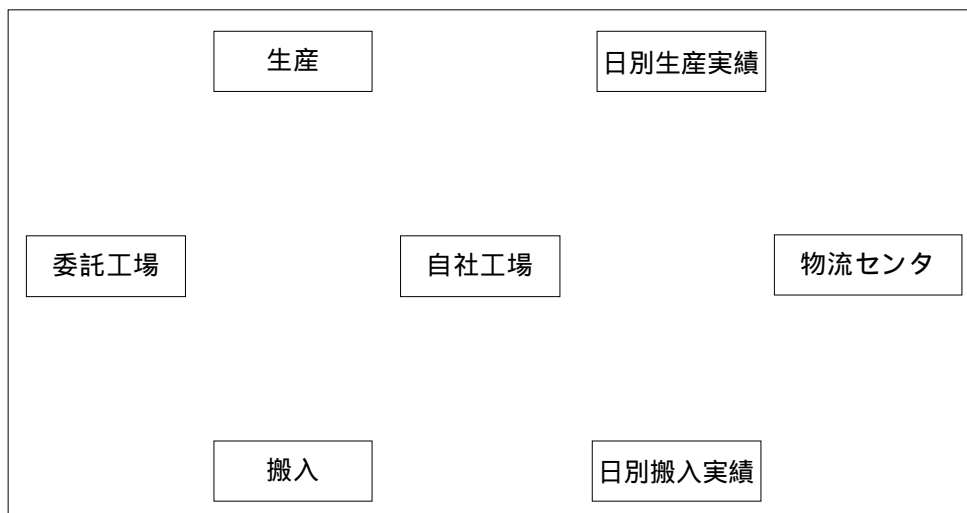 生産
日別生産実績
委託工場
自社工場
物流センタ
搬入
日別搬入実績